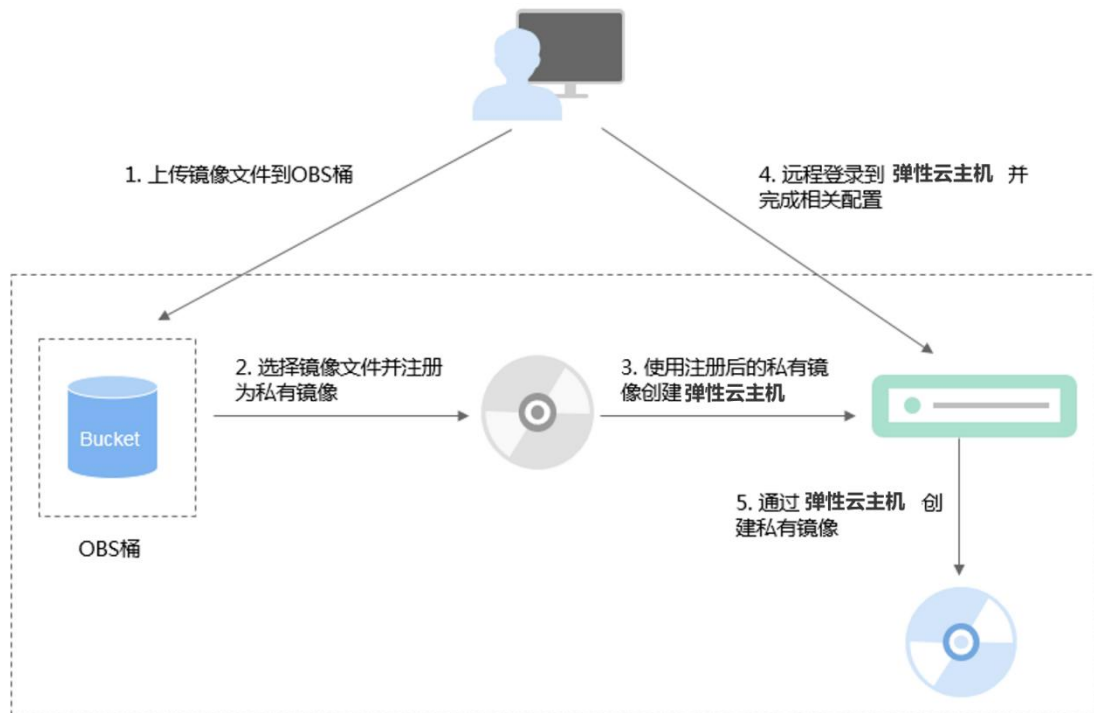 1. 上传镜像文件到OBS桶
4. 远程登录到 弹性云主机 并
完成相关配置
2. 选择镜像文件并注册
为私有镜像
3. 使用注册后的私有镜
像创建弹性云主机
Bucket
OBS桶
5. 通过 弹性云主机 创
建私有镜像